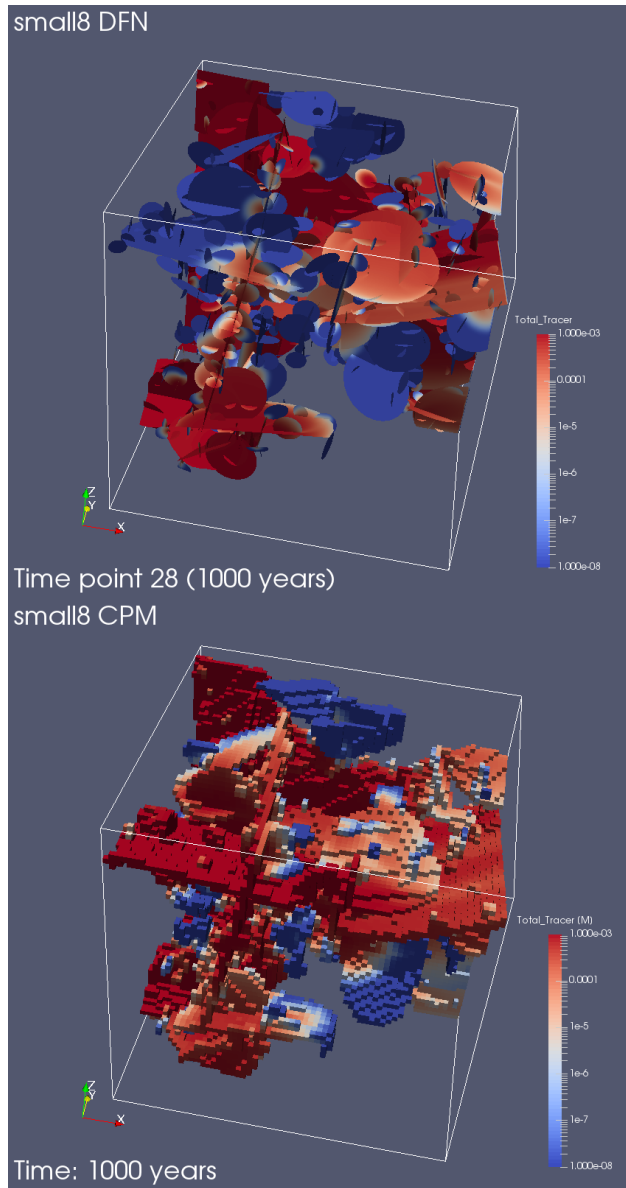 small8 DFN
Total_Tracer
1.000e-03
0.0001
1e-5
1e-6
1e-7
1.000e-08
Z
Y
X
Time point 28 (1000 years)
small8 CPM
Total_Tracer (M)
1.000e-03
0.0001
1e-5
1e-6
1e-7
1.000e-08
Z
Y
X
Time: 1000 years